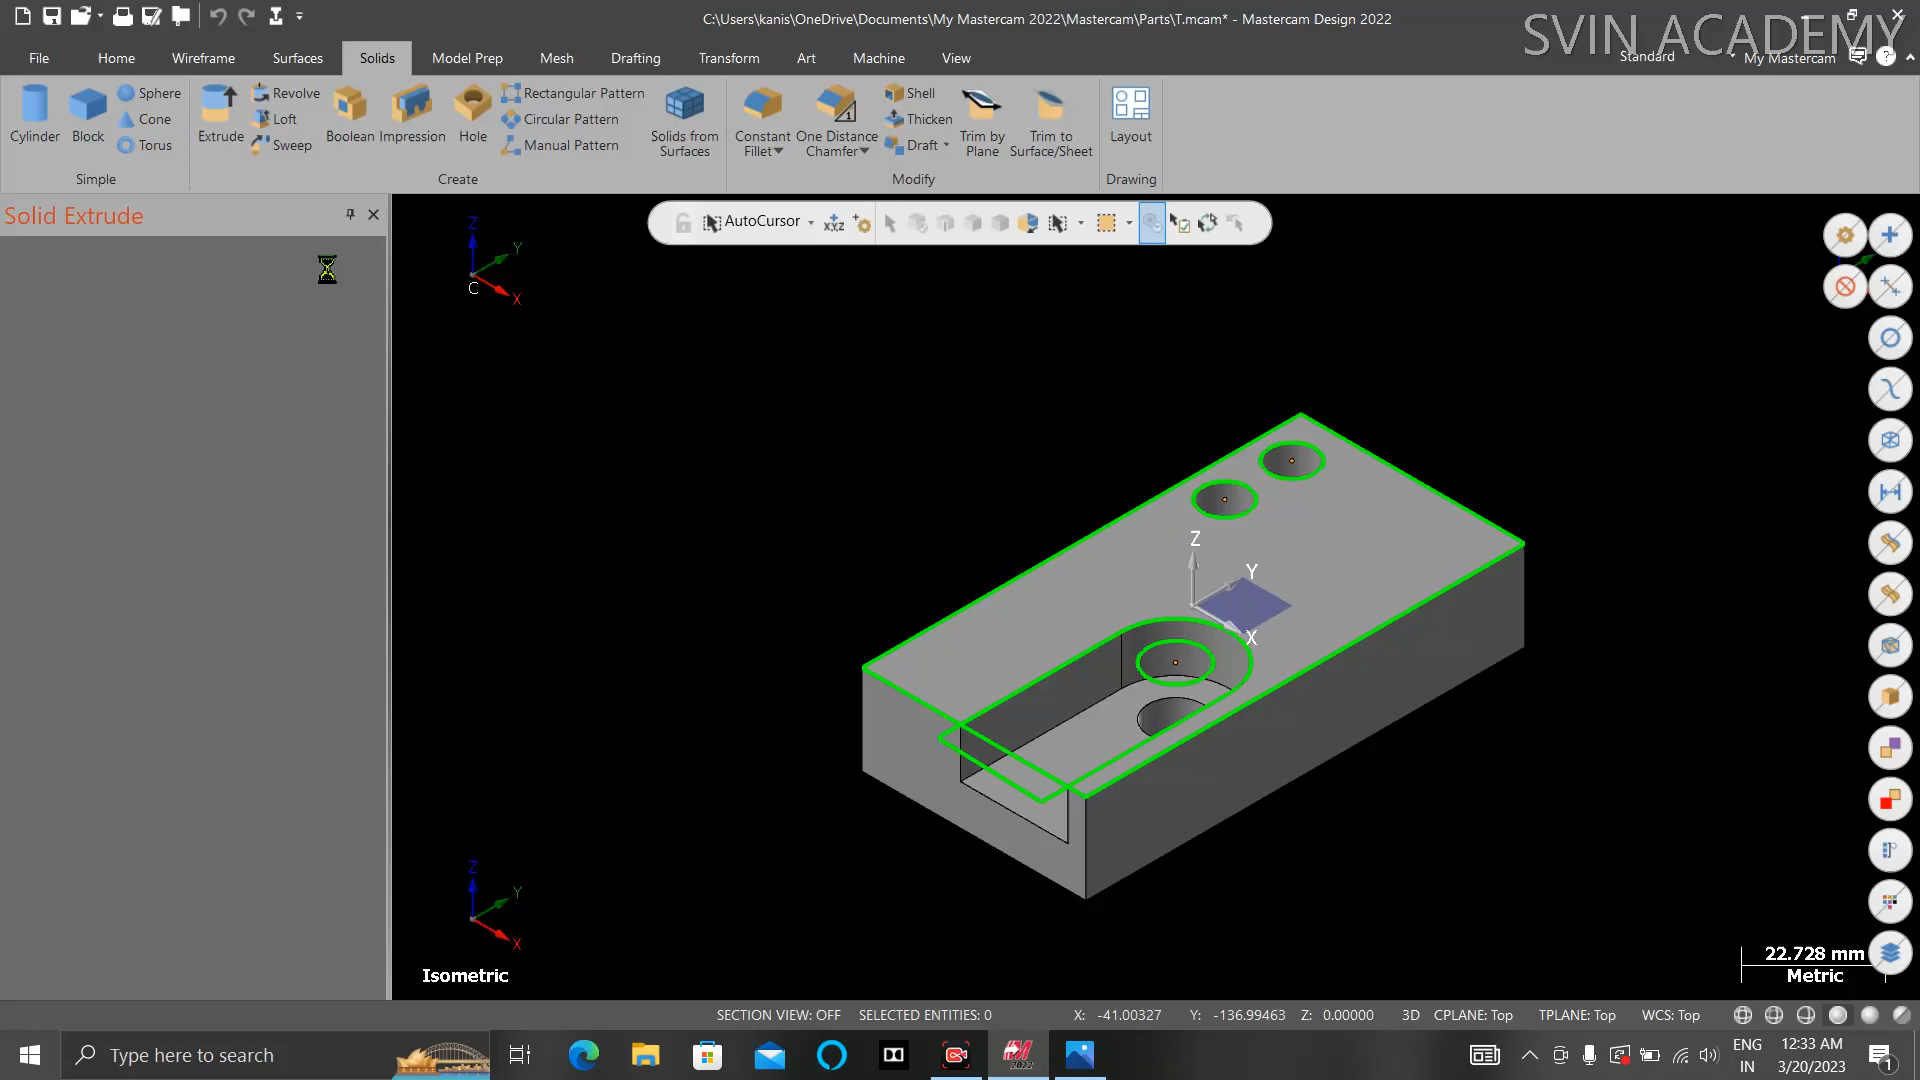 C:\Users\kanis\OneDrive\Documents\My Mastercam 2022\Mastercam\Parts\T.mcam* - Mastercam Design 2022
SVIN ACADEMY
File Home Wireframe Surfaces Solids Model Prep Mesh Drafting Transform Art Machine View Standard My Mastercam
Sphere Revolve Rectangular Pattern Shell
Cone Loft Circular Pattern Thicken
Cylinder Block Extrude Boolean Impression Hole Solids from Surfaces Constant Fillet One Distance Chamfer Trim by Plane Trim to Surface/Sheet Layout
Torus Sweep Manual Pattern Draft
Simple Create Modify Drawing
Solid Extrude
AutoCursor
XYZ
Z
Y
C
X
Z
Y
X
Z
Y
X
Isometric
22.728 mm
Metric
SECTION VIEW: OFF SELECTED ENTITIES: 0 X: -41.00327 Y: -136.99463 Z: 0.00000 3D CPLANE: Top TPLANE: Top WCS: Top
Type here to search
2022
ENG
IN
12:33 AM
3/20/2023
1